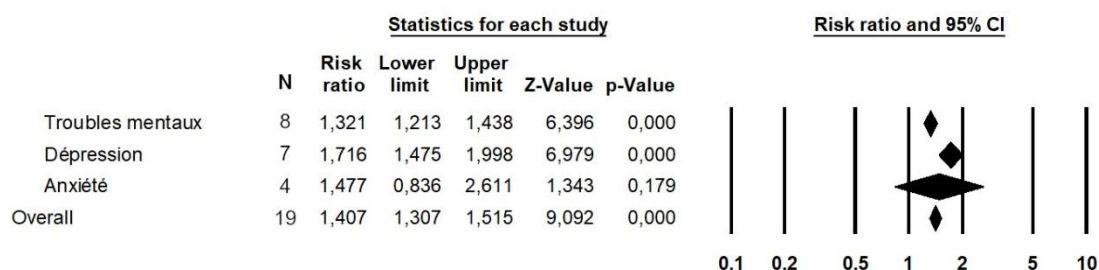 Statistics for each study Risk ratio and 95% CI
N Risk ratio Lower limit Upper limit Z-Value p-Value
Troubles mentaux 8 1,321 1,213 1,438 6,396 0,000
Dépression 7 1,716 1,475 1,998 6,979 0,000
Anxiété 4 1,477 0,836 2,611 1,343 0,179
Overall 19 1,407 1,307 1,515 9,092 0,000
0.1 0.2 0.5 1 2 5 10